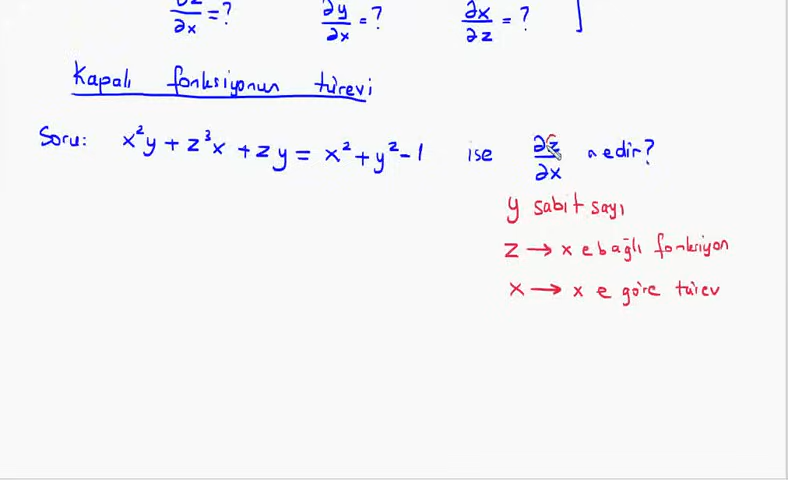 ∂z/∂x = ? ∂y/∂x = ? ∂x/∂z = ? ]
Kapalı fonksiyonun türevi
Soru: x²y + z³x + zy = x² + y² - 1 ise ∂z/∂x nedir?
y sabit sayı
z → x e bağlı fonksiyon
x → x e göre türev